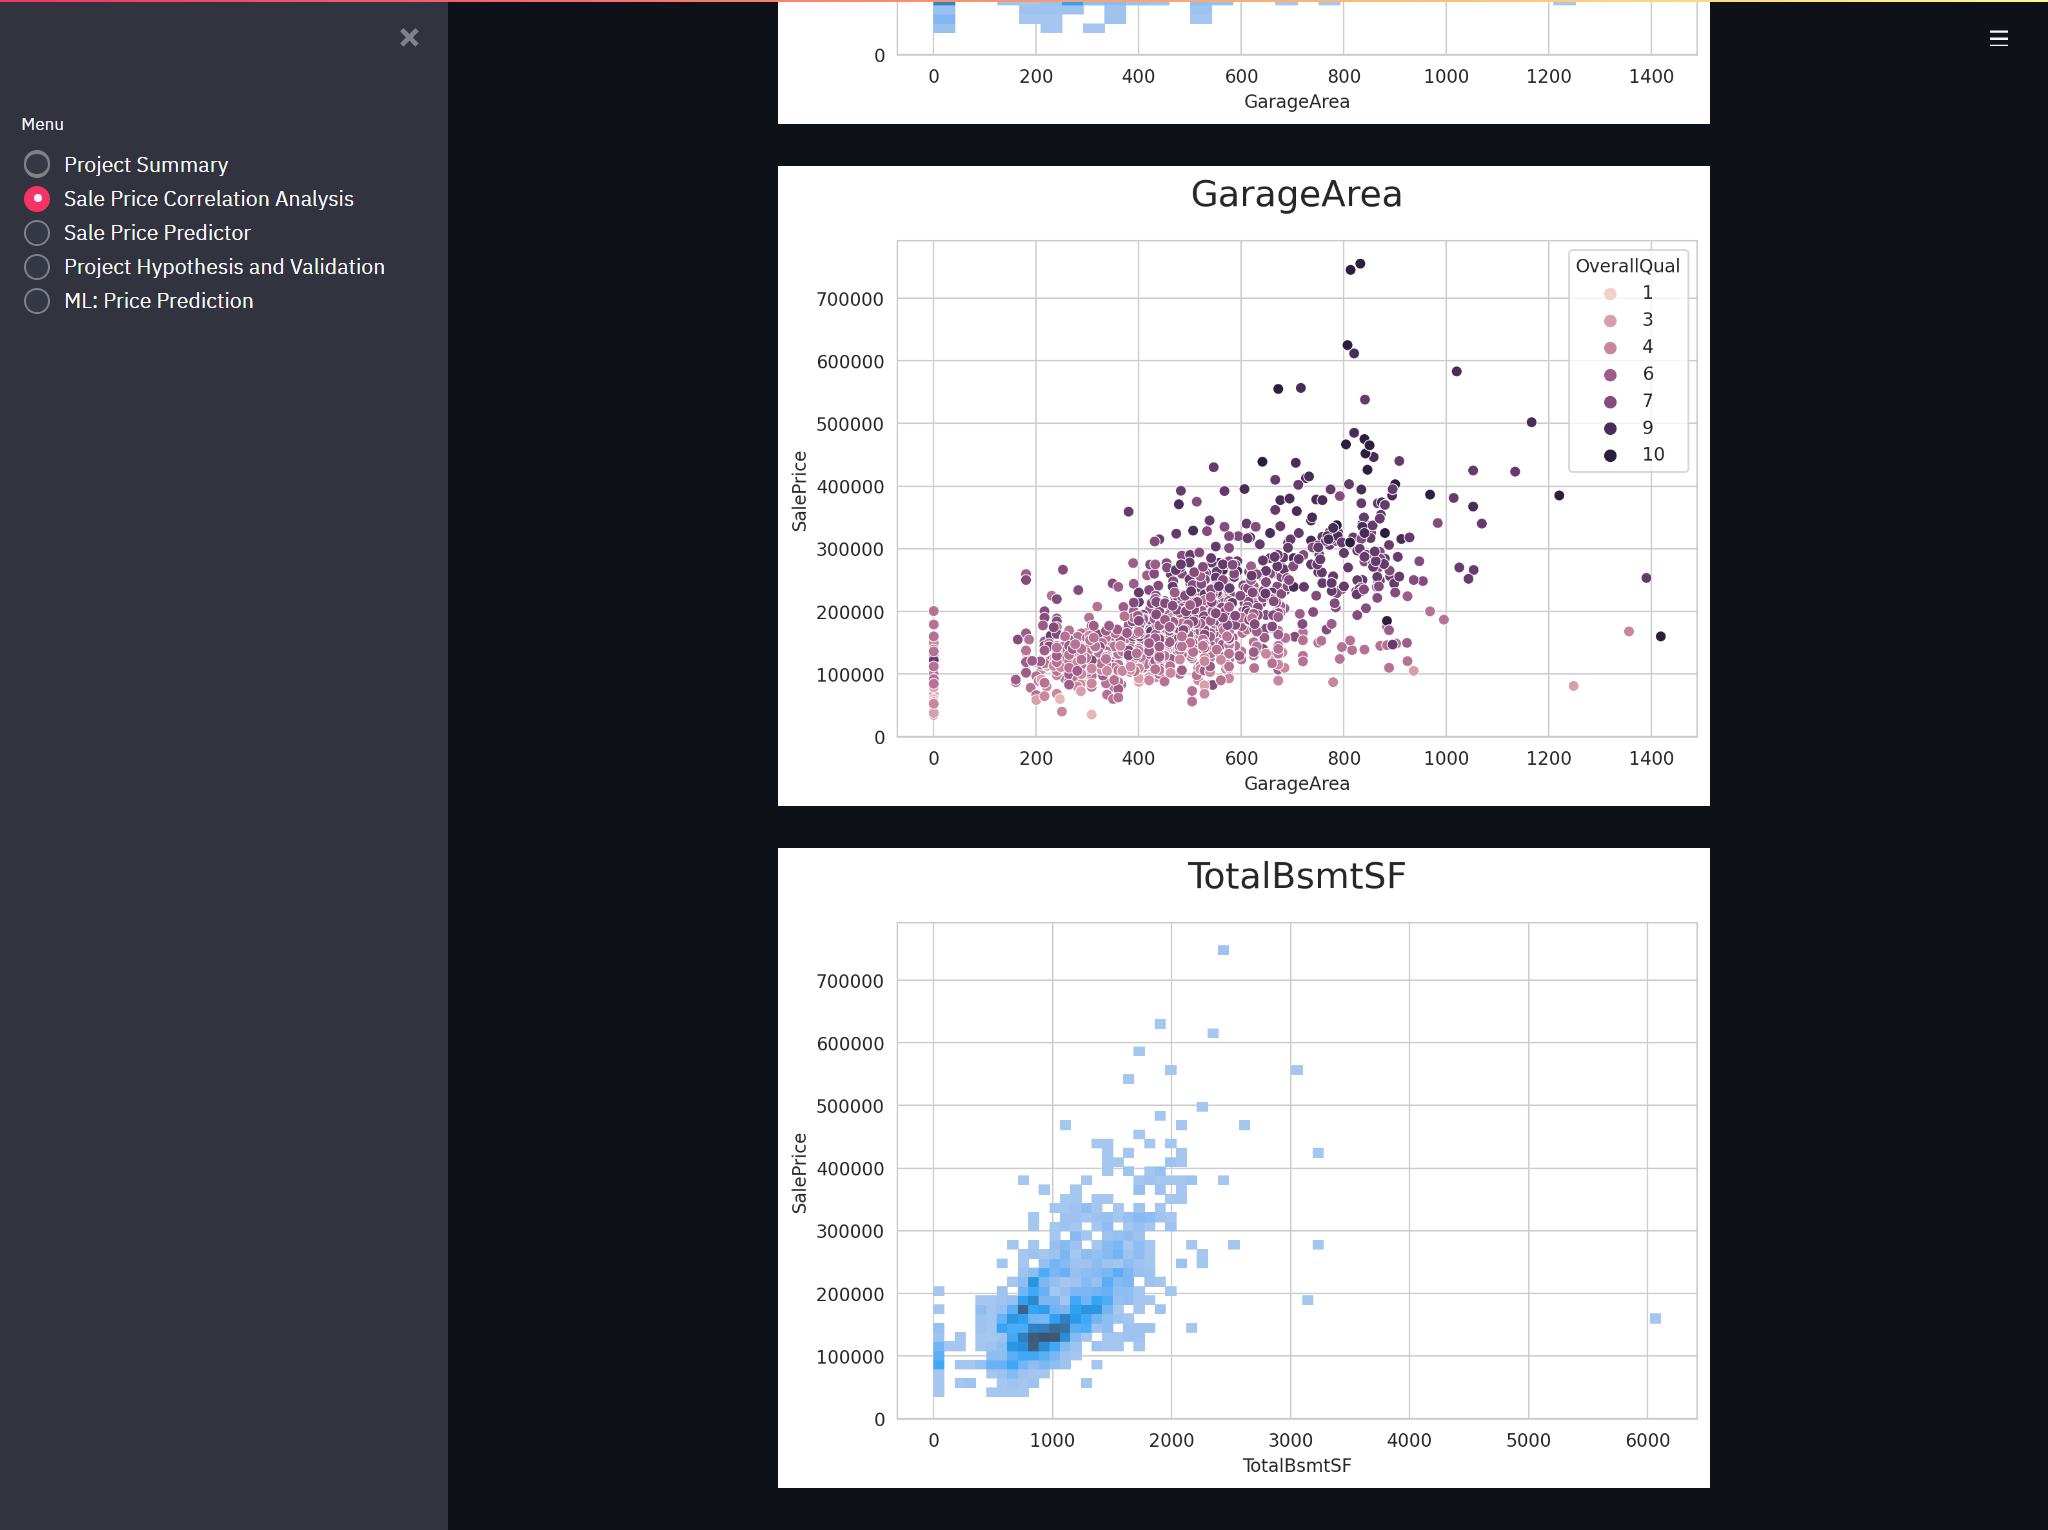 Menu
Project Summary
Sale Price Correlation Analysis
Sale Price Predictor
Project Hypothesis and Validation
ML: Price Prediction
0
0 200 400 600 800 1000 1200 1400
GarageArea
GarageArea
OverallQual
1
3
4
6
7
9
10
700000
600000
500000
400000
300000
200000
100000
0
SalePrice
0 200 400 600 800 1000 1200 1400
GarageArea
TotalBsmtSF
700000
600000
500000
400000
300000
200000
100000
0
SalePrice
0 1000 2000 3000 4000 5000 6000
TotalBsmtSF